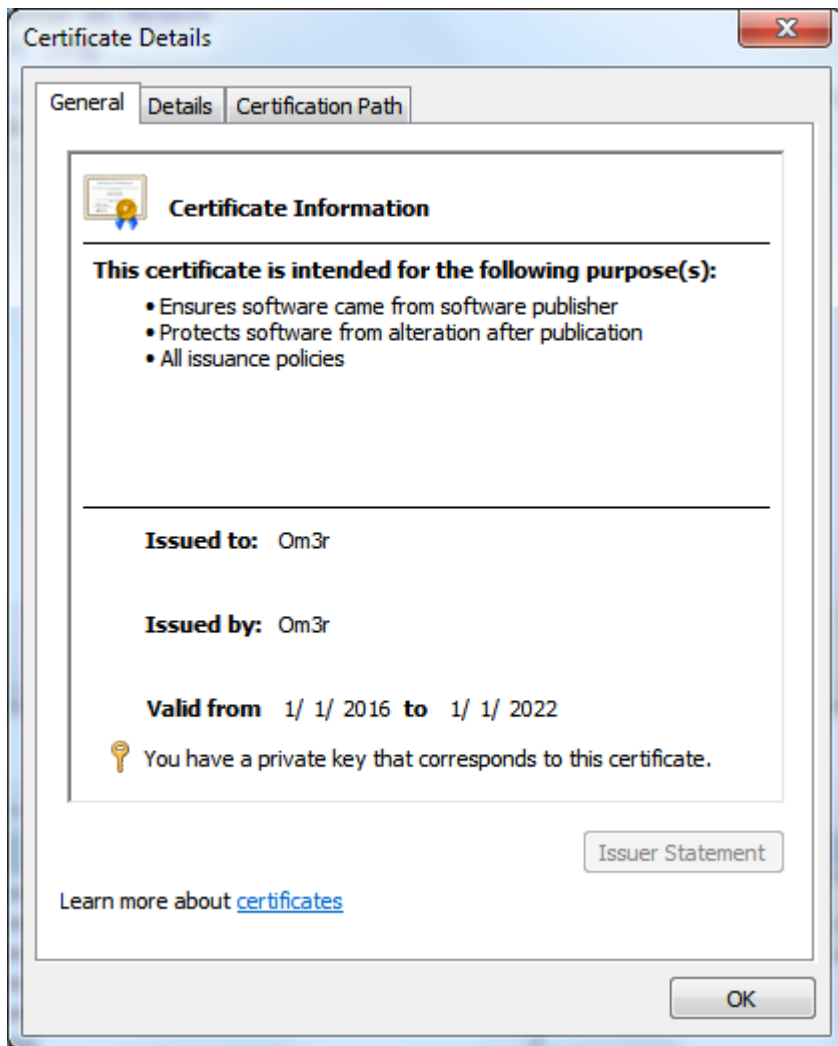 Certificate Details
General Details Certification Path
Certificate Information
This certificate is intended for the following purpose(s):
• Ensures software came from software publisher
• Protects software from alteration after publication
• All issuance policies
Issued to: Om3r
Issued by: Om3r
Valid from 1/ 1/ 2016 to 1/ 1/ 2022
You have a private key that corresponds to this certificate.
Issuer Statement
Learn more about certificates
OK